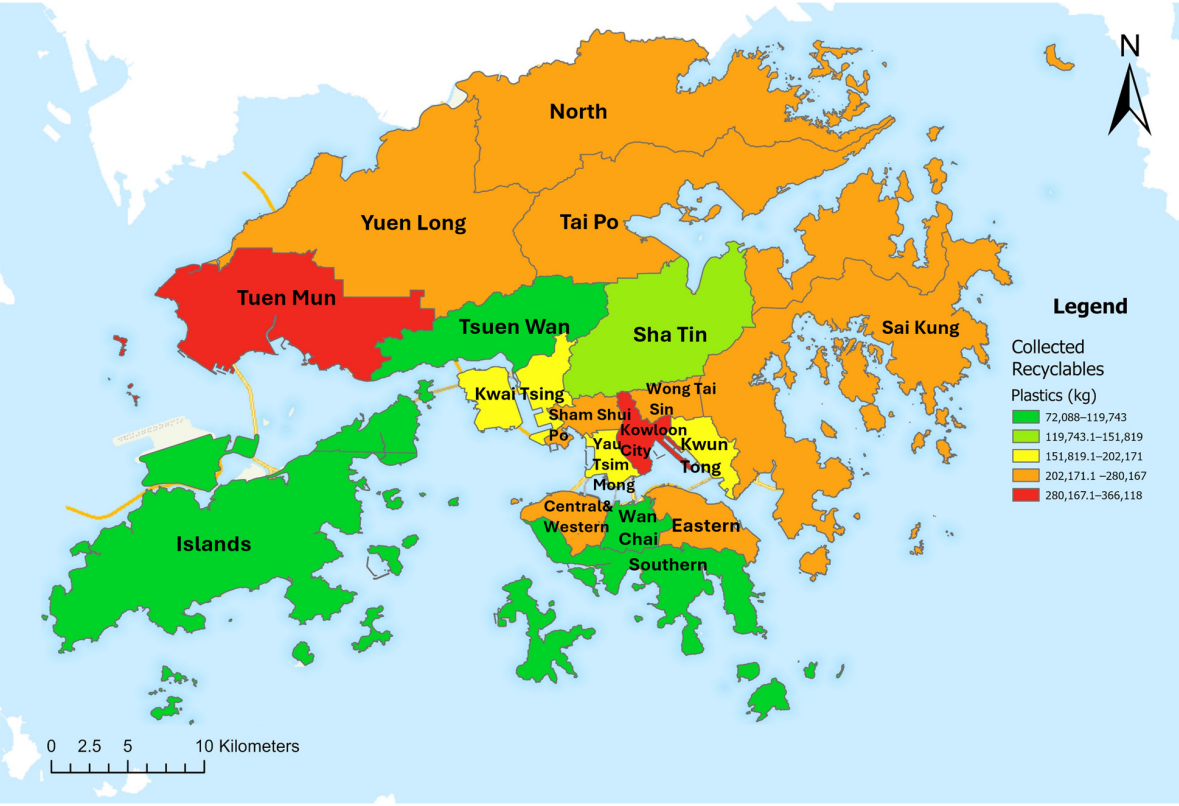 N
North
Yuen Long
Tai Po
Tuen Mun
Tsuen Wan
Sha Tin
Sai Kung
Kwai Tsing
Wong Tai
Sin
Sham Shui
Po
Kowloon
City
Yau
Tsim
Mong
Kwun
Tong
Central&
Western
Wan
Chai
Eastern
Southern
Islands
Legend
Collected
Recyclables
Plastics (kg)
72,088–119,743
119,743.1–151,819
151,819.1–202,171
202,171.1 –280,167
280,167.1–366,118
0 2.5 5 10 Kilometers